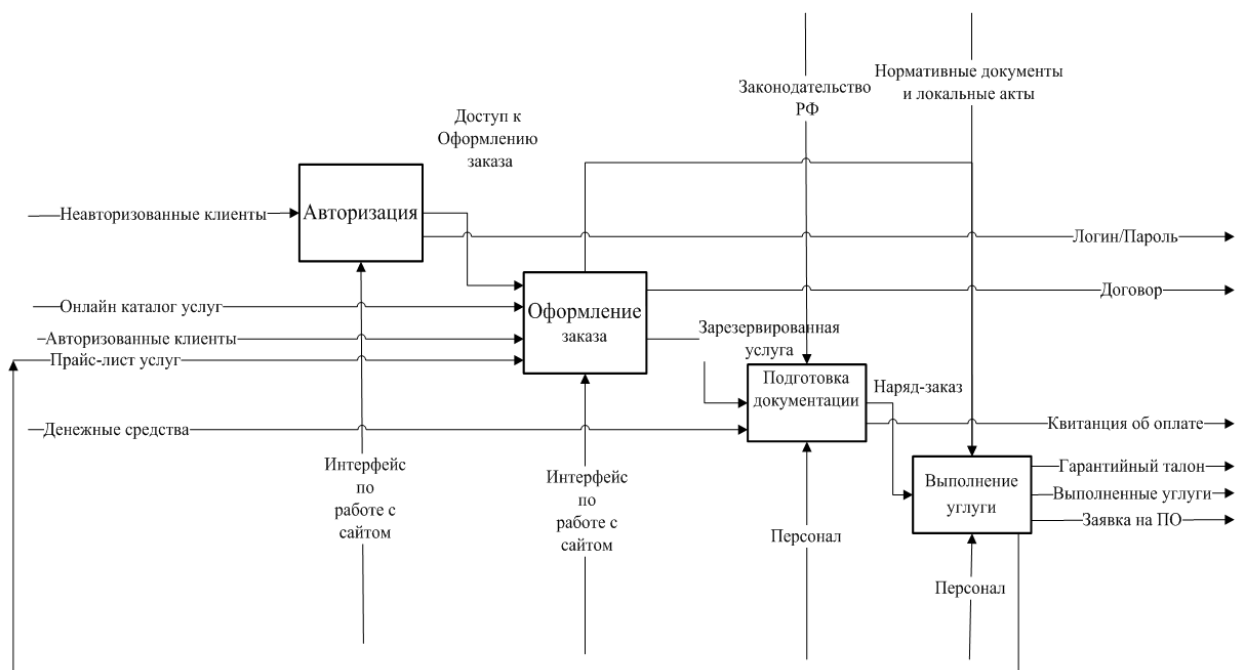 Нормативные документы
и локальные акты
Законодательство
РФ
Доступ к
Оформлению
заказа
Неавторизованные клиенты
Авторизация
Логин/Пароль
Онлайн каталог услуг
Оформление
заказа
Договор
Авторизованные клиенты
Прайс-лист услуг
Зарезервированная
услуга
Подготовка
документации
Наряд-заказ
Денежные средства
Квитанция об оплате
Интерфейс
по
работе с
сайтом
Интерфейс
по
работе с
сайтом
Выполнение
углуги
Гарантийный талон
Выполненные углуги
Заявка на ПО
Персонал
Персонал